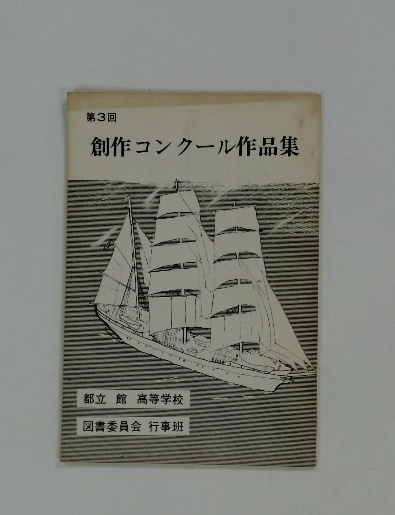 第3回
創作コンクール作品集
都立 館 高等学校
図書委員会 行事班